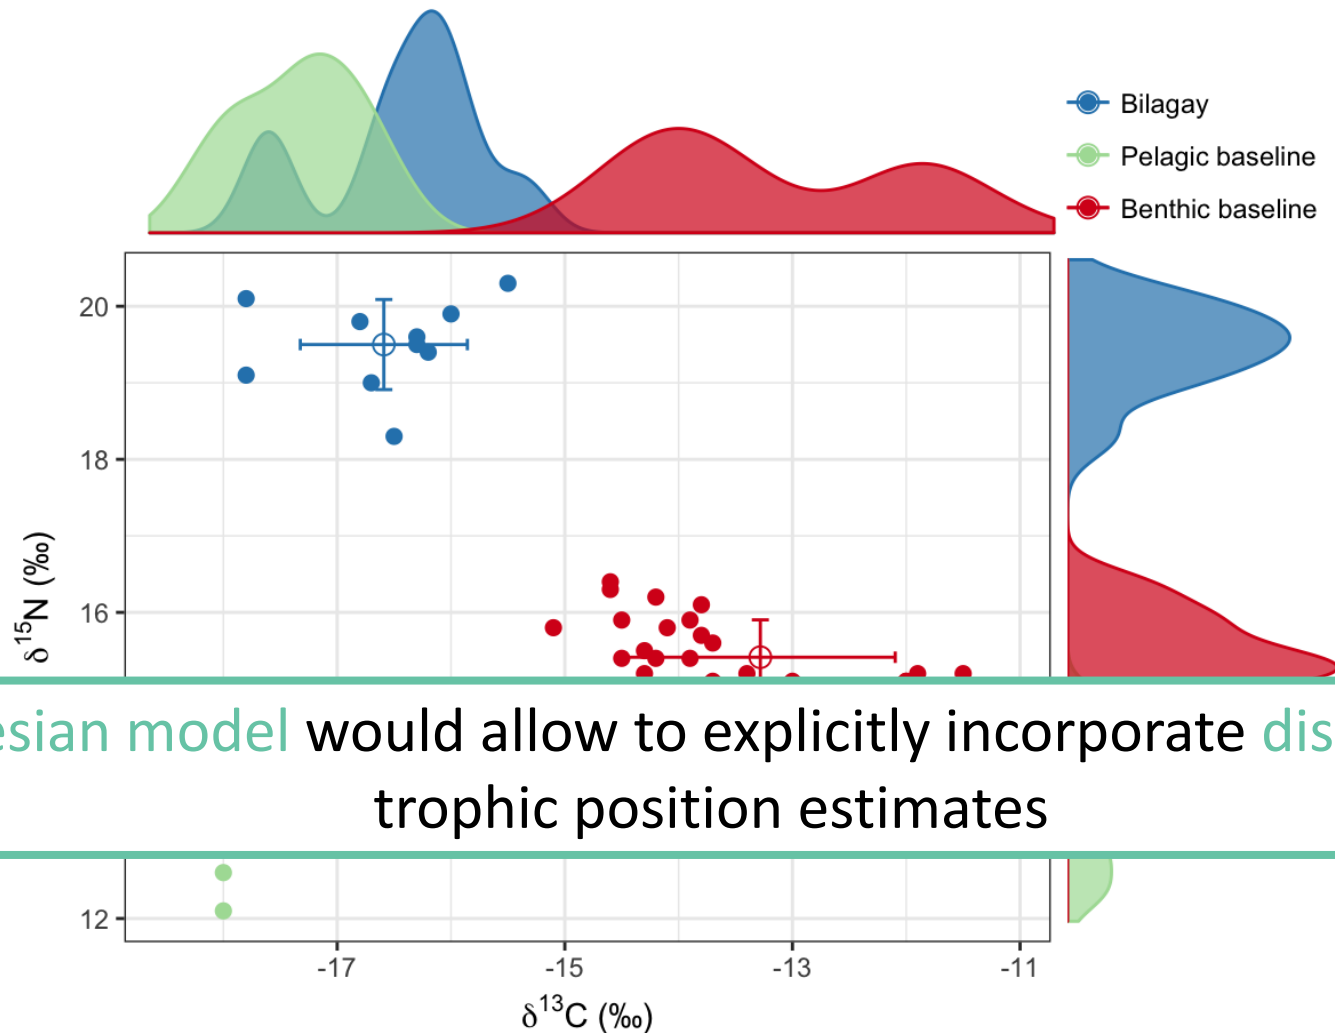 Bilagay
Pelagic baseline
Benthic baseline
20
18
16
12
δ15N (‰)
esian model would allow to explicitly incorporate dis
trophic position estimates
-17 -15 -13 -11
δ13C (‰)